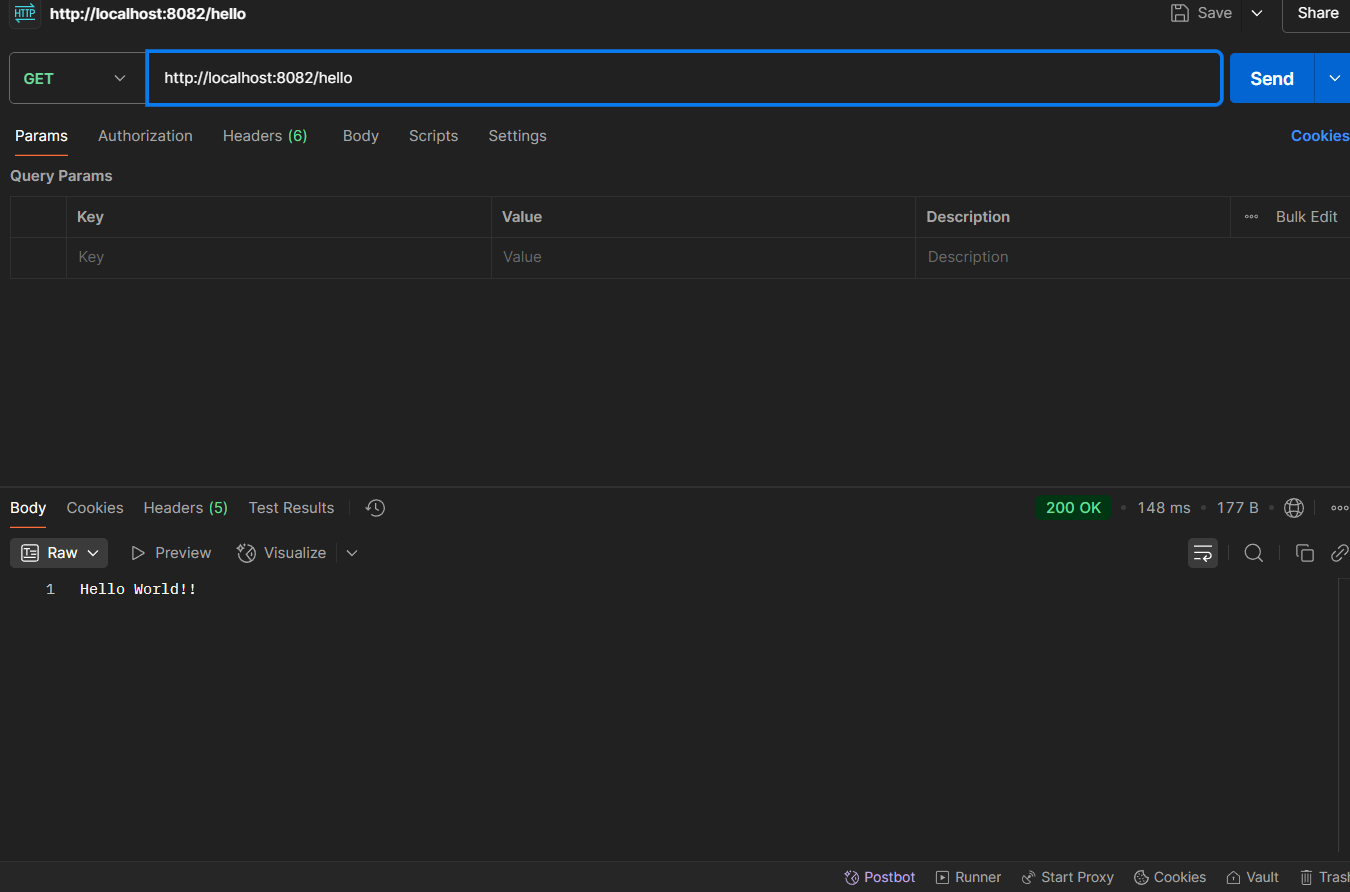 HTTP http://localhost:8082/hello Save Share
GET http://localhost:8082/hello Send
Params Authorization Headers (6) Body Scripts Settings Cookies
Query Params
Key Value Description Bulk Edit
Key Value Description
Body Cookies Headers (5) Test Results 200 OK • 148 ms • 177 B •
Raw Preview Visualize
1 Hello World!!
Postbot Runner Start Proxy Cookies Vault Trash